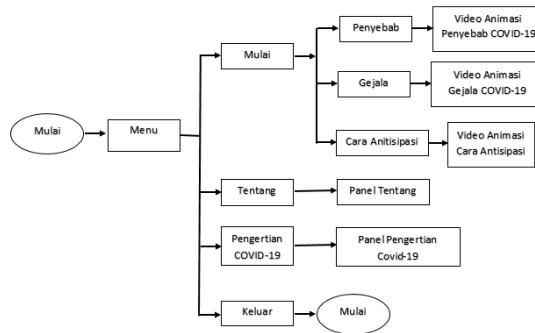 Mulai
Menu
Mulai
Penyebab
Video Animasi
Penyebab COVID-19
Gejala
Video Animasi
Gejala COVID-19
Cara Anitisipasi
Video Animasi
Cara Antisipasi
Tentang
Panel Tentang
Pengertian
COVID-19
Panel Pengertian
Covid-19
Keluar
Mulai